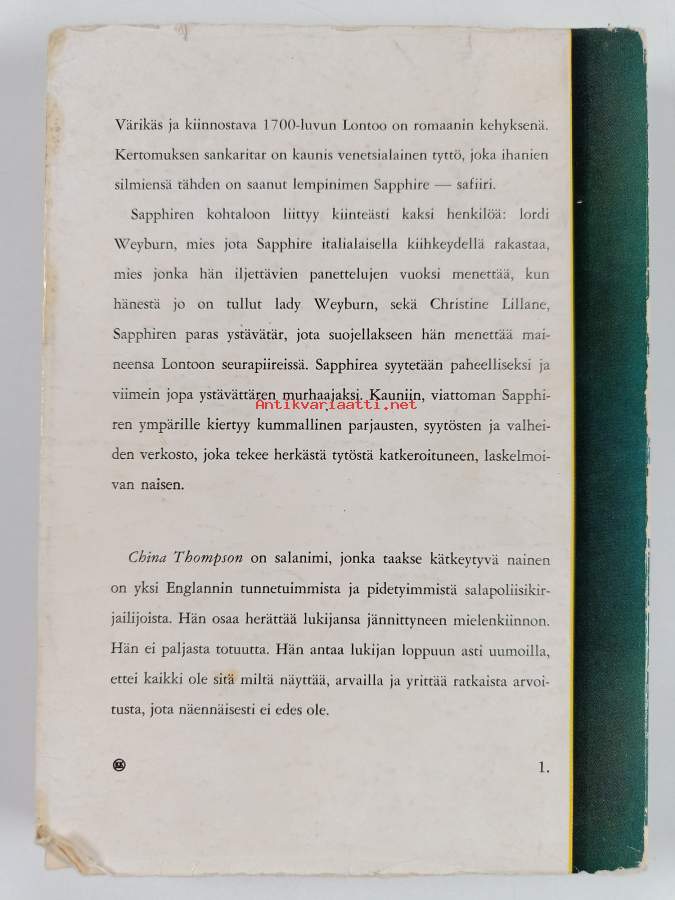 Värikäs ja kiinnostava 1700-luvun Lontoo on romaanin kehyksenä.
Kertomuksen sankaritar on kaunis venetsialainen tyttö, joka ihanien
silmiensä tähden on saanut lempinimen Sapphire — safiiri.
Sapphiren kohtaloon liittyy kiinteästi kaksi henkilöä: lordi
Weyburn, mies jota Sapphire italialaisella kiihkeydellä rakastaa,
mies jonka hän iljettävien panettelujen vuoksi menettää, kun
hänestä jo on tullut lady Weyburn, sekä Christine Lillane,
Sapphiren paras ystävätär, jota suojellakseen hän menettää mai-
neensa Lontoon seurapiireissä. Sapphirea syytetään paheelliseksi ja
viimein jopa ystävättären murhaajaksi. Kauniin, viattoman Sapphi-
Antikvariaatti.net
ren ympärille kiertyy kummallinen parjausten, syytösten ja valhei-
den verkosto, joka tekee herkästä tytöstä katkeroituneen, laskelmoi-
van naisen.
China Thompson on salanimi, jonka taakse kätkeytyvä nainen
on yksi Englannin tunnetuimmista ja pidetyimmistä salapoliisikir-
jailijoista. Hän osaa herättää lukijansa jännittyneen mielenkiinnon.
Hän ei paljasta totuutta. Hän antaa lukijan loppuun asti uumoilla,
ettei kaikki ole sitä miltä näyttää, arvailla ja yrittää ratkaista arvoi-
tusta, jota näennäisesti ei edes ole.
1.